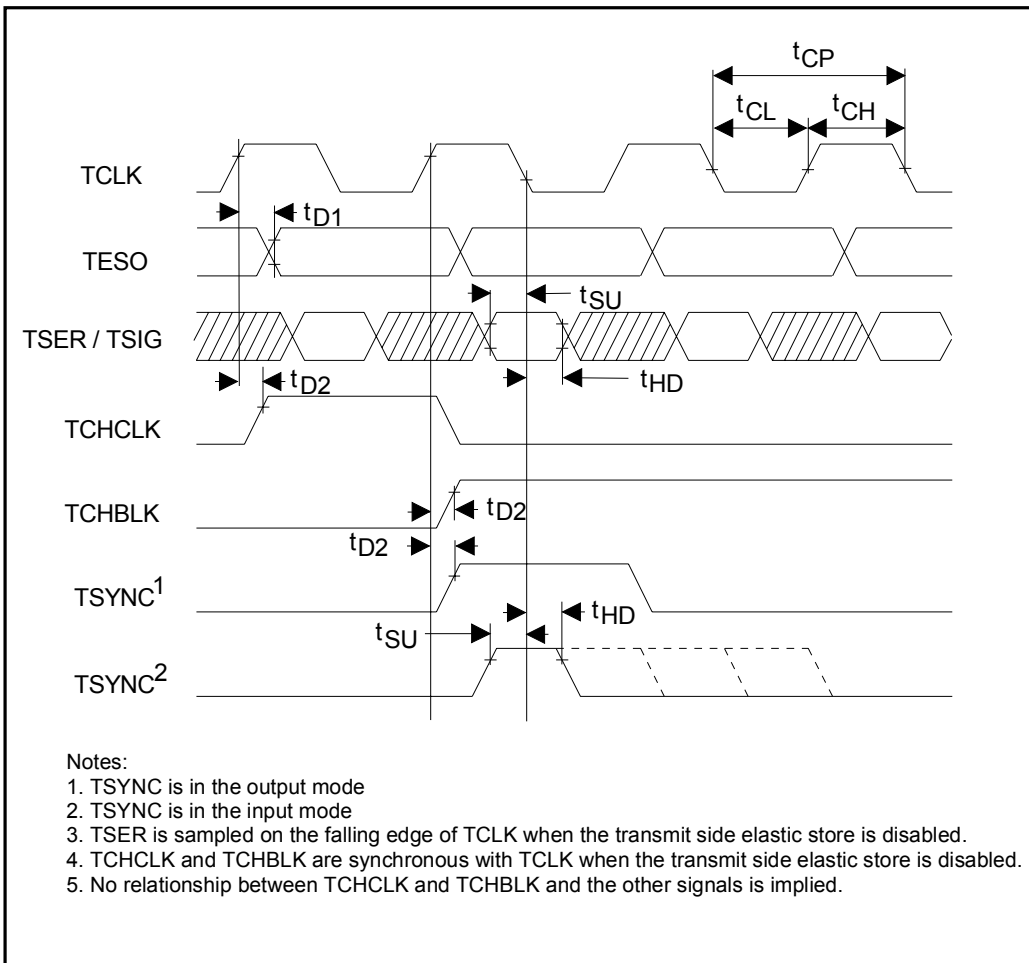 tCP
tCL
tCH
TCLK
tD1
TESO
tSU
TSER / TSIG
tD2
tHD
TCHCLK
TCHBLK
tD2
tD2
TSYNC1
tHD
tSU
TSYNC2
Notes:
1. TSYNC is in the output mode
2. TSYNC is in the input mode
3. TSER is sampled on the falling edge of TCLK when the transmit side elastic store is disabled.
4. TCHCLK and TCHBLK are synchronous with TCLK when the transmit side elastic store is disabled.
5. No relationship between TCHCLK and TCHBLK and the other signals is implied.